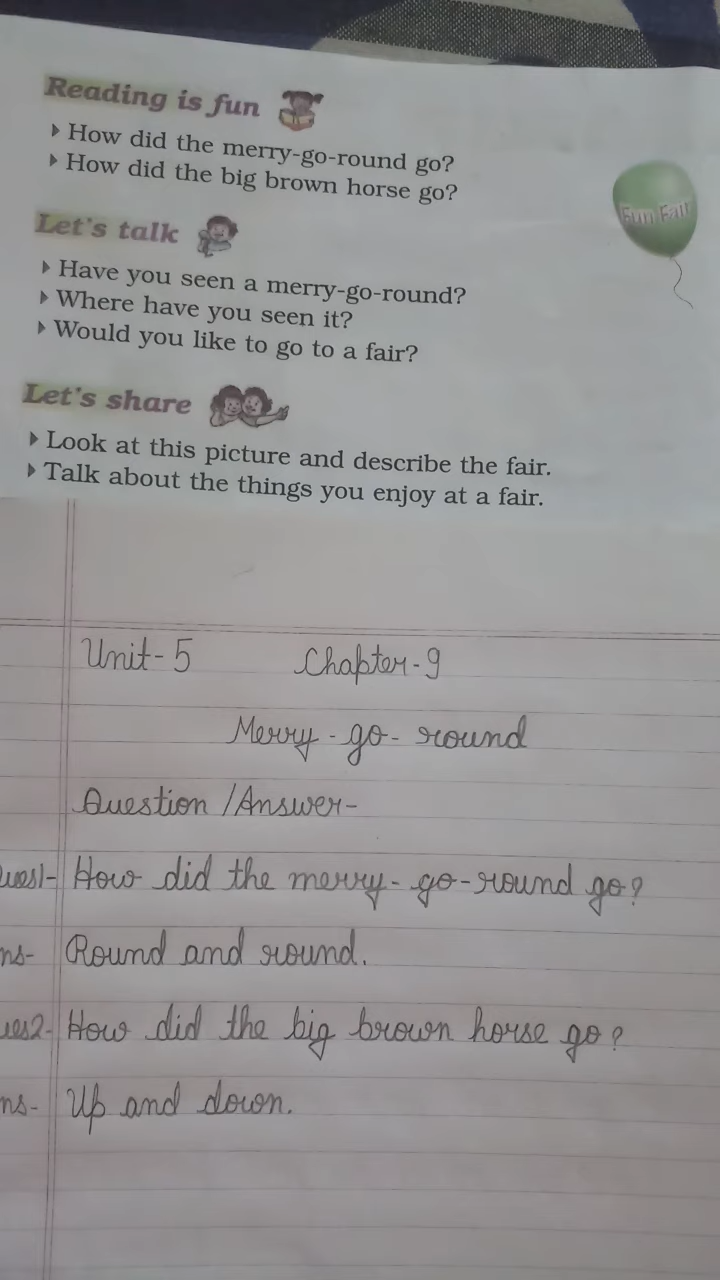 Reading is fun
How did the merry-go-round go?
How did the big brown horse go?
Fun Fair
Let's talk
Have you seen a merry-go-round?
Where have you seen it?
Would you like to go to a fair?
Let's share
Look at this picture and describe the fair.
Talk about the things you enjoy at a fair.
Unit-5 Chapter-9
Merry-go-round
Question/Answer-
ues1- How did the merry-go-round go?
ns- Round and round.
ues2- How did the big brown horse go?
ns- Up and down.